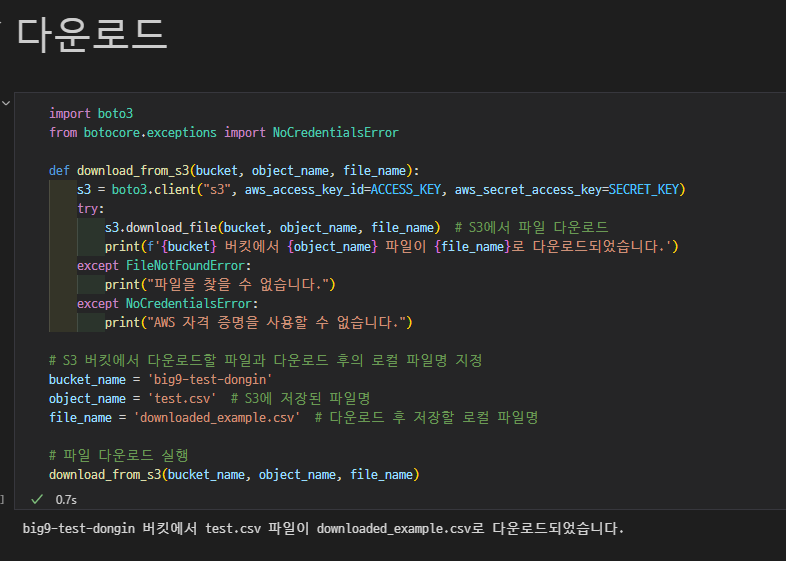 다운로드
import boto3
from botocore.exceptions import NoCredentialsError
def download_from_s3(bucket, object_name, file_name):
    s3 = boto3.client("s3", aws_access_key_id=ACCESS_KEY, aws_secret_access_key=SECRET_KEY)
    try:
        s3.download_file(bucket, object_name, file_name)  # S3에서 파일 다운로드
        print(f'{bucket} 버킷에서 {object_name} 파일이 {file_name}로 다운로드되었습니다.')
    except FileNotFoundError:
        print("파일을 찾을 수 없습니다.")
    except NoCredentialsError:
        print("AWS 자격 증명을 사용할 수 없습니다.")
# S3 버킷에서 다운로드할 파일과 다운로드 후의 로컬 파일명 지정
bucket_name = 'big9-test-dongin'
object_name = 'test.csv'  # S3에 저장된 파일명
file_name = 'downloaded_example.csv'  # 다운로드 후 저장할 로컬 파일명
# 파일 다운로드 실행
download_from_s3(bucket_name, object_name, file_name)
] ✓ 0.7s
big9-test-dongin 버킷에서 test.csv 파일이 downloaded_example.csv로 다운로드되었습니다.